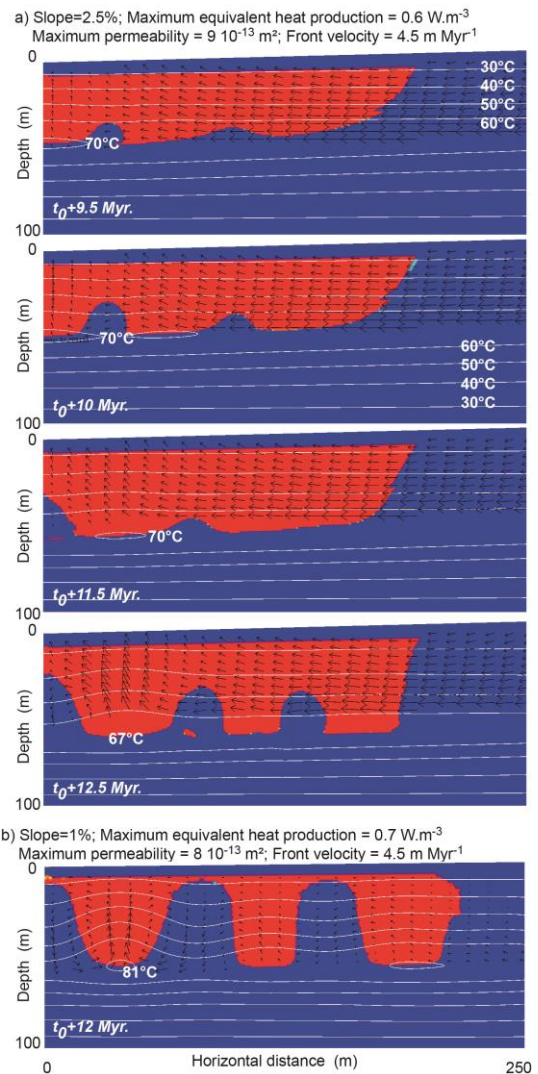 a) Slope=2.5%; Maximum equivalent heat production = 0.6 W.m⁻³
Maximum permeability = 9 10⁻¹³ m²; Front velocity = 4.5 m Myr⁻¹
0
30°C
40°C
50°C
60°C
70°C
Depth (m)
t₀+9.5 Myr.
100
0
70°C
60°C
50°C
40°C
30°C
Depth (m)
t₀+10 Myr.
100
0
70°C
Depth (m)
t₀+11.5 Myr.
100
0
67°C
Depth (m)
t₀+12.5 Myr.
100
b) Slope=1%; Maximum equivalent heat production = 0.7 W.m⁻³
Maximum permeability = 8 10⁻¹³ m²; Front velocity = 4.5 m Myr⁻¹
0
81°C
Depth (m)
t₀+12 Myr.
100
0 Horizontal distance (m) 250